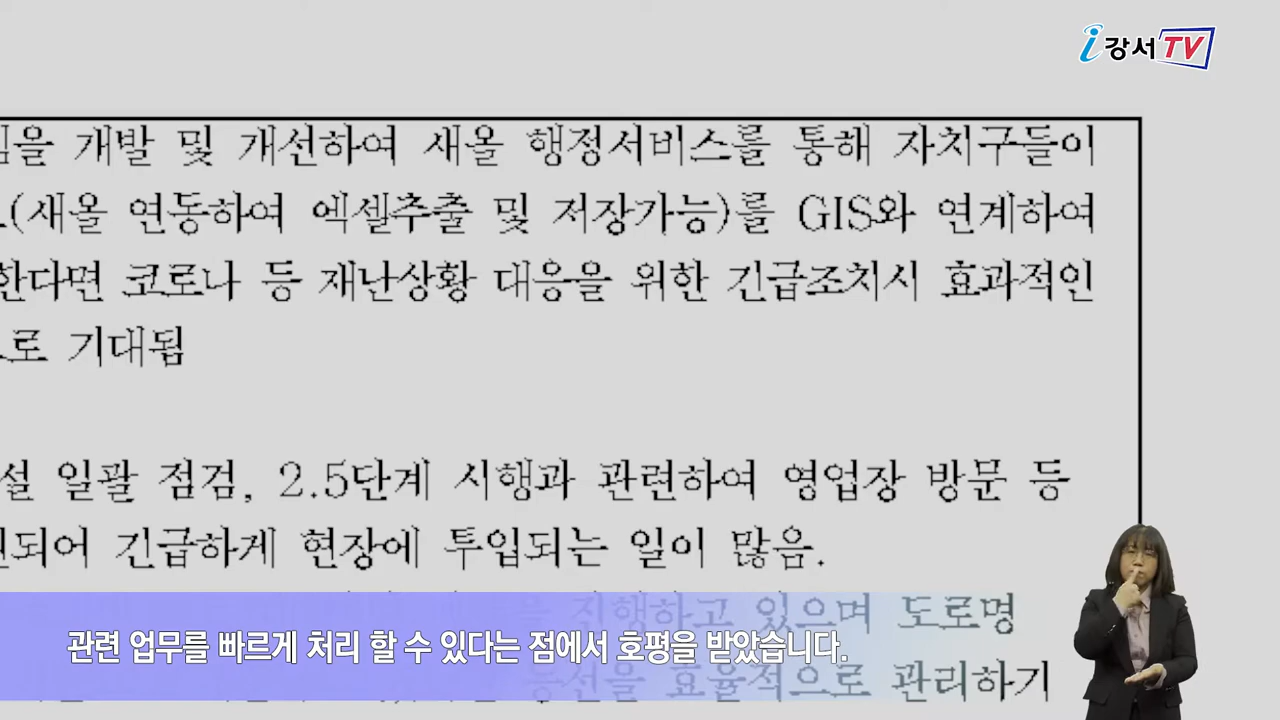 i강서TV
개발 및 개선하여 새올 행정서비스를 통해 자치구들이
(새올 연동하여 엑셀추출 및 저장가능)를 GIS와 연계하여
한다면 코로나 등 재난상황 대응을 위한 긴급조치시 효과적인
로 기대됨
설 일괄 점검, 2.5단계 시행과 관련하여 영업장 방문 등
되어 긴급하게 현장에 투입되는 일이 많음.
을 진행하고 있으며 도로명
관련 업무를 빠르게 처리 할 수 있다는 점에서 호평을 받았습니다.
동선을 효율적으로 관리하기